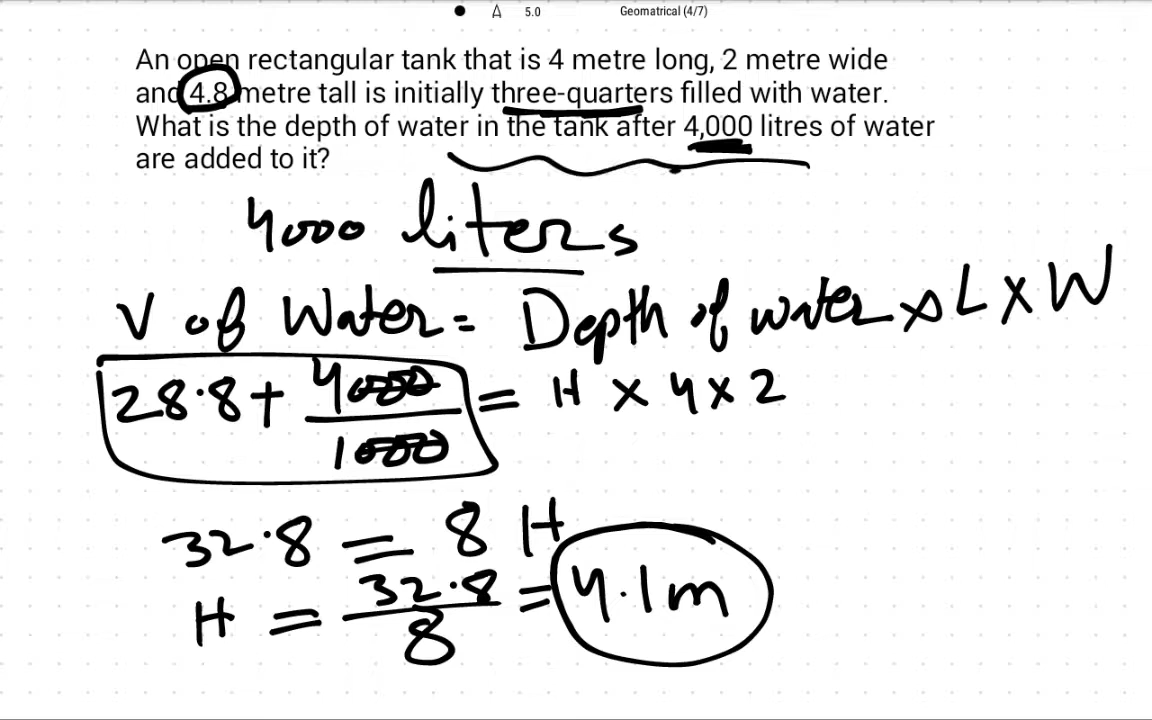 A 5.0 Geomatrical (4/7)
An open rectangular tank that is 4 metre long, 2 metre wide
and 4.8 metre tall is initially three-quarters filled with water.
What is the depth of water in the tank after 4,000 litres of water
are added to it?
4000 liters
V of Water = Depth of water x L x W
28.8 + 4000/1000 = H x 4 x 2
32.8 = 8 H
H = 32.8/8 = 4.1m